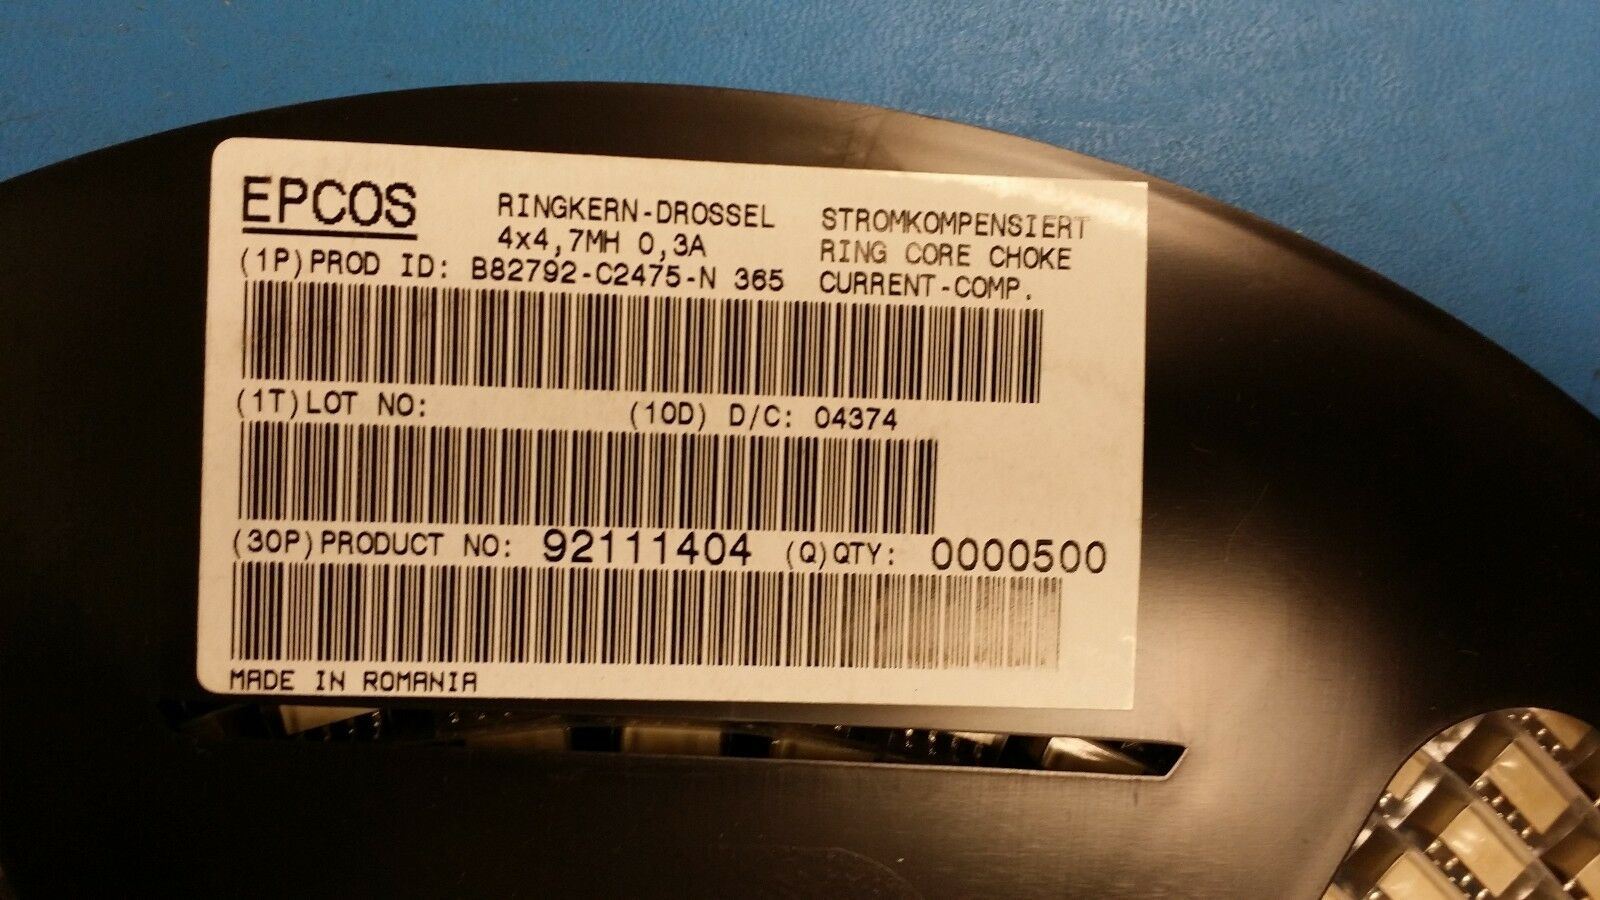 EPCOS
RINGKERN-DROSSEL STROMKOMPENSIERT
4x4,7MH 0,3A RING CORE CHOKE
(1P)PROD ID: B82792-C2475-N 365 CURRENT-COMP.
(1T)LOT NO: (10D) D/C: 04374
(30P)PRODUCT NO: 92111404 (Q)QTY: 0000500
MADE IN ROMANIA